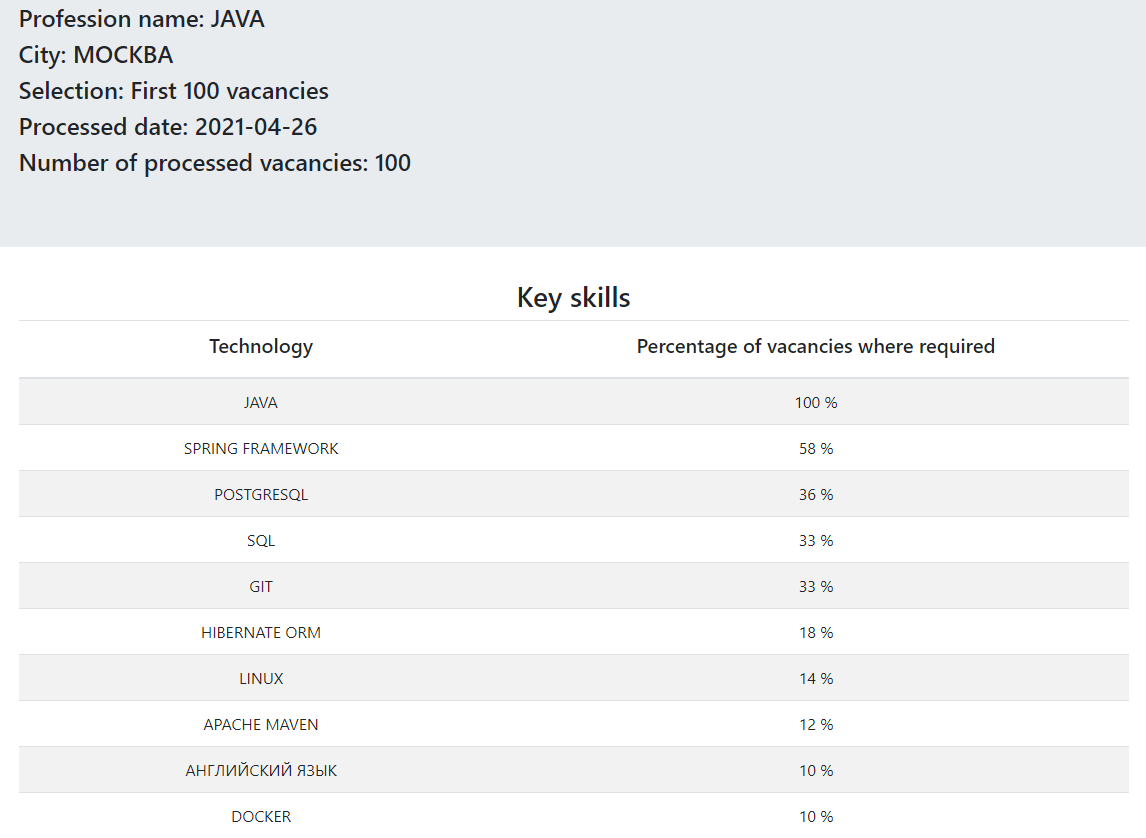 Profession name: JAVA
City: МОСКВА
Selection: First 100 vacancies
Processed date: 2021-04-26
Number of processed vacancies: 100
Key skills
Technology Percentage of vacancies where required
JAVA 100 %
SPRING FRAMEWORK 58 %
POSTGRESQL 36 %
SQL 33 %
GIT 33 %
HIBERNATE ORM 18 %
LINUX 14 %
APACHE MAVEN 12 %
АНГЛИЙСКИЙ ЯЗЫК 10 %
DOCKER 10 %